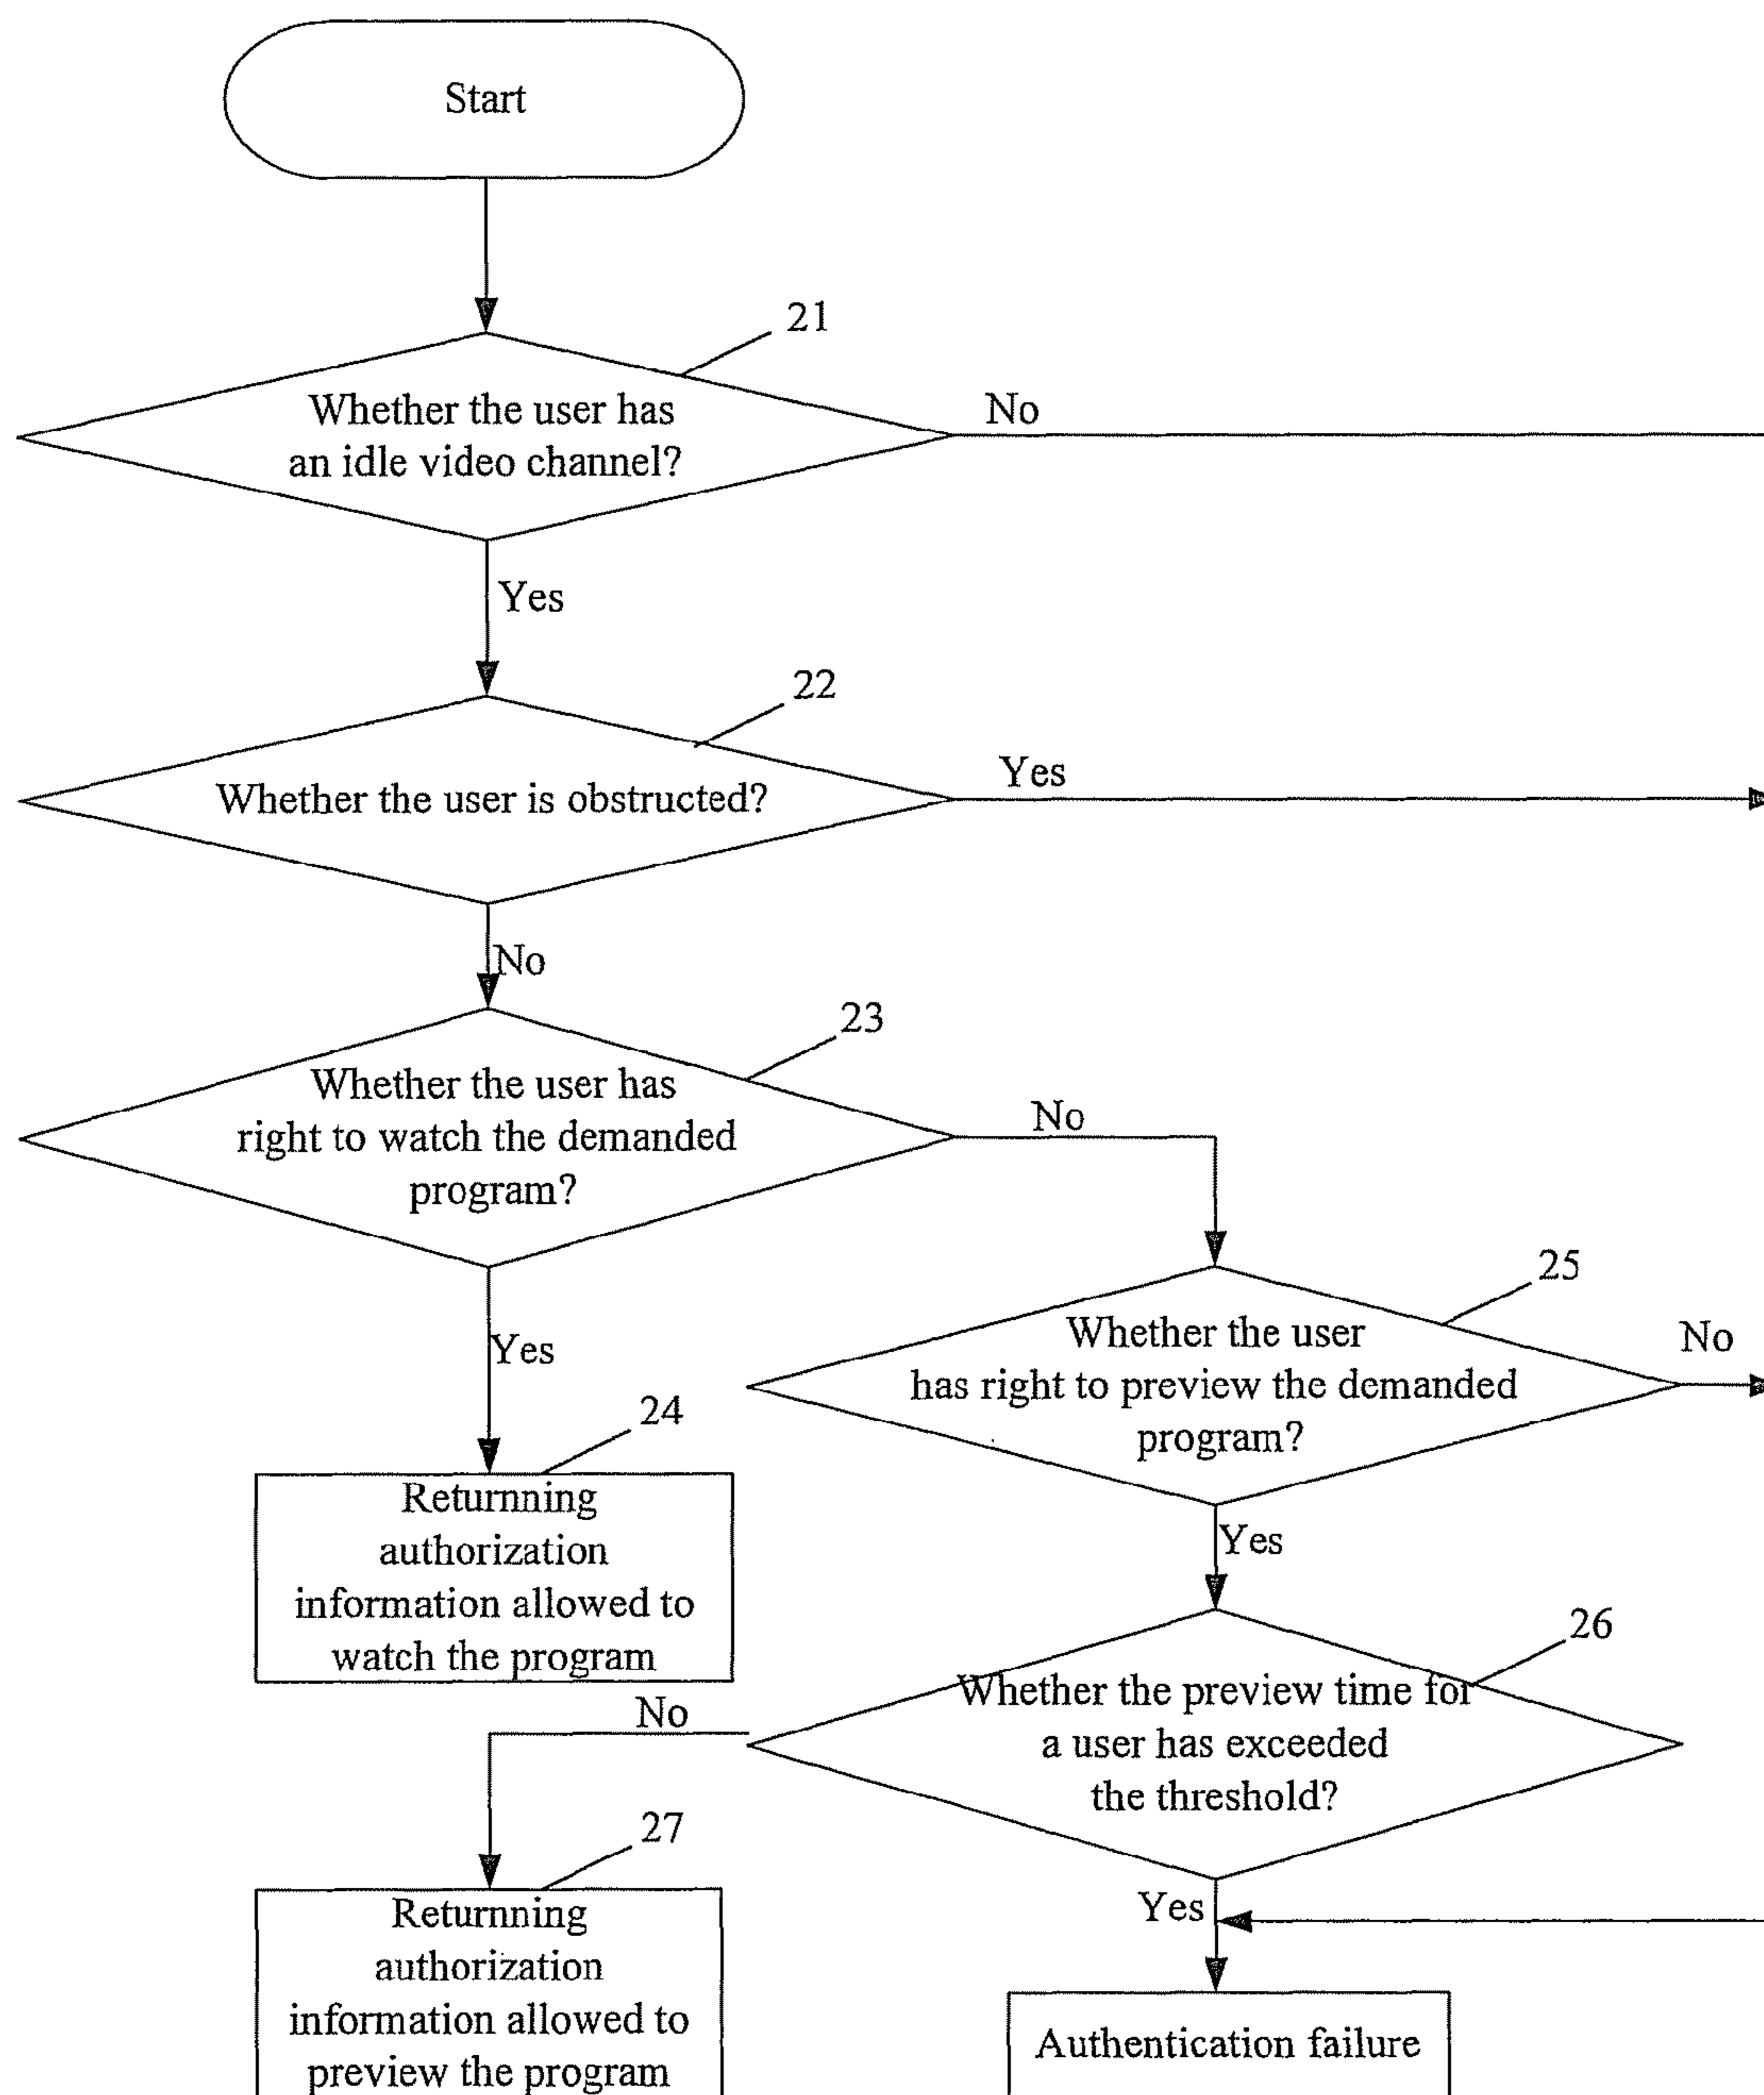 Start
21
Whether the user has
an idle video channel?
No
Yes
22
Whether the user is obstructed?
Yes
No
23
Whether the user has
right to watch the demanded
program?
No
Yes
25
Whether the user
has right to preview the demanded
program?
No
Yes
24
Returnning
authorization
information allowed to
watch the program
26
Whether the preview time for
a user has exceeded
the threshold?
No
Yes
27
Returnning
authorization
information allowed to
preview the program
Authentication failure